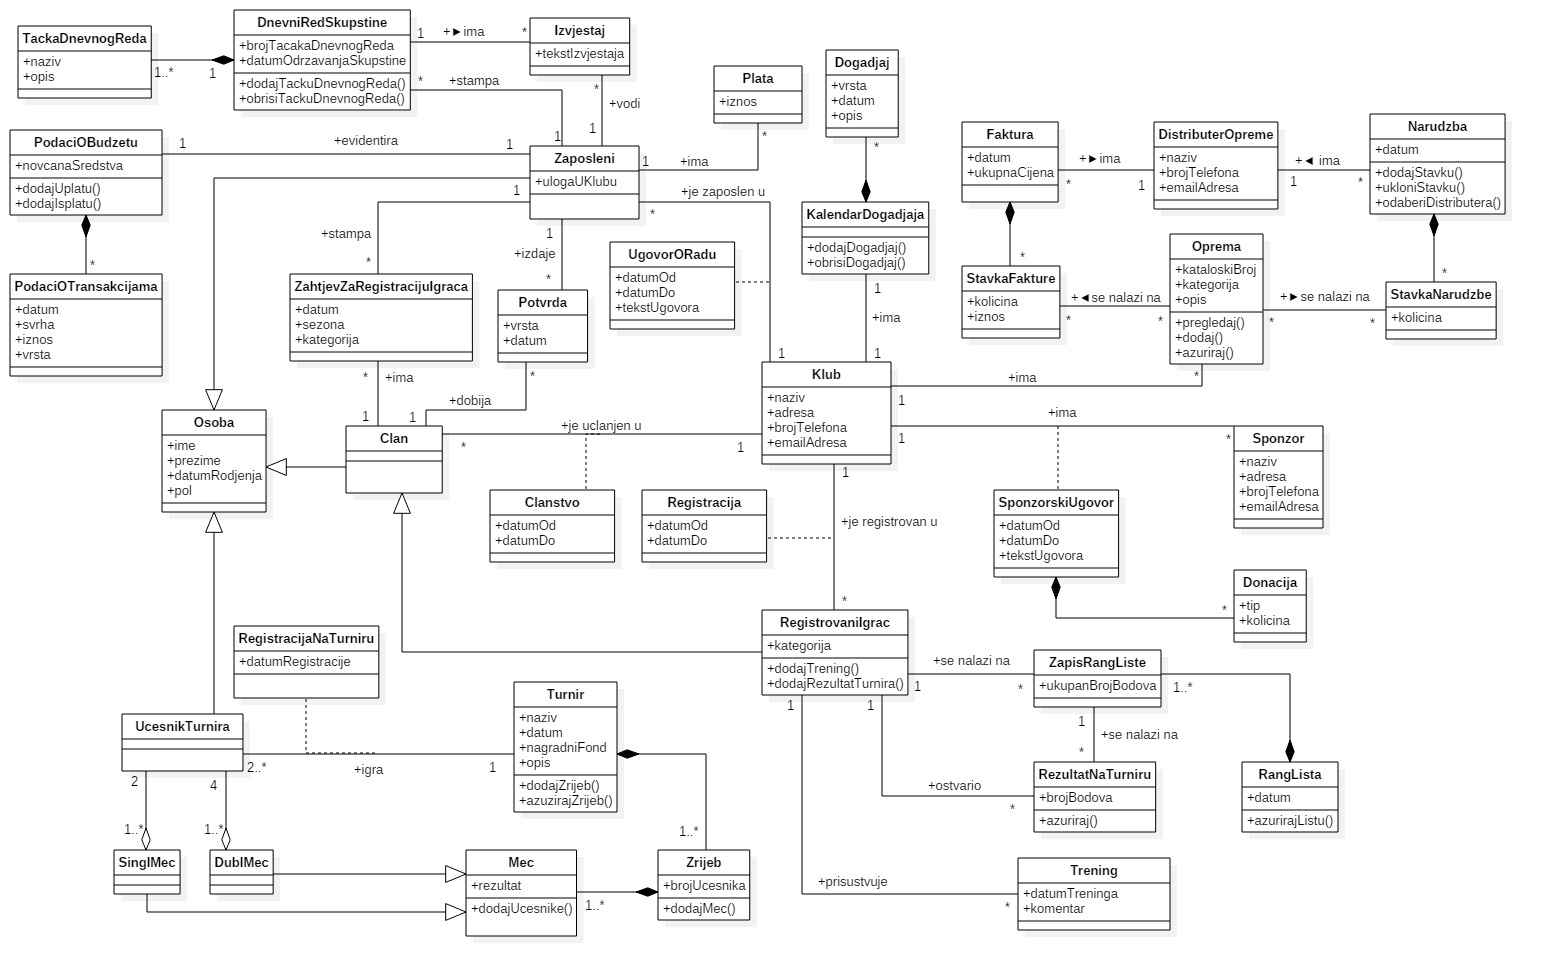 TackaDnevnogReda
+naziv
+opis
1..*
1
DnevniRedSkupstine
+brojTacakaDnevnogReda
+datumOdrzavanjaSkupstine
+dodajTackuDnevnogReda()
+obrisiTackuDnevnogReda()
1
+►ima
*
Izvjestaj
+tekstIzvjestaja
*
+stampa
1
*
+vodi
1
PodaciOBudzetu
+novcanaSredstva
+dodajUplatu()
+dodajIsplatu()
1
+evidentira
1
*
PodaciOTransakcijama
+datum
+svrha
+iznos
+vrsta
Zaposleni
+ulogaUKlubu
1
+ima
*
Plata
+iznos
+je zaposlen u
*
1
1
+stampa
*
1
+izdaje
*
ZahtjevZaRegistracijuIgraca
+datum
+sezona
+kategorija
Potvrda
+vrsta
+datum
UgovorORadu
+datumOd
+datumDo
+tekstUgovora
Dogadjaj
+vrsta
+datum
+opis
*
KalendarDogadjaja
+dodajDogadjaj()
+obrisiDogadjaj()
1
+ima
1
Faktura
+datum
+ukupnaCijena
+►ima
*
1
DistributerOpreme
+naziv
+brojTelefona
+emailAdresa
+◄ ima
1
*
Narudzba
+datum
+dodajStavku()
+ukloniStavku()
+odaberiDistributera()
*
StavkaFakture
+kolicina
+iznos
+◄se nalazi na
*
*
Oprema
+kataloskiBroj
+kategorija
+opis
+pregledaj()
+dodaj()
+azuriraj()
+►se nalazi na
*
*
*
StavkaNarudzbe
+kolicina
*
+ima
1
*
+dobija
1
Osoba
+ime
+prezime
+datumRodjenja
+pol
Clan
+je uclanjen u
*
1
Klub
+naziv
+adresa
+brojTelefona
+emailAdresa
1
+ima
*
1
+ima
*
Sponzor
+naziv
+adresa
+brojTelefona
+emailAdresa
Clanstvo
+datumOd
+datumDo
Registracija
+datumOd
+datumDo
1
+je registrovan u
*
SponzorskiUgovor
+datumOd
+datumDo
+tekstUgovora
*
Donacija
+tip
+kolicina
RegistracijaNaTurniru
+datumRegistracije
RegistrovaniIgrac
+kategorija
+dodajTrening()
+dodajRezultatTurnira()
1
+se nalazi na
*
ZapisRangListe
+ukupanBrojBodova
1..*
1
+se nalazi na
*
UcesnikTurnira
2..*
+igra
1
Turnir
+naziv
+datum
+nagradniFond
+opis
+dodajZrijeb()
+azuzirajZrijeb()
1..*
1
1
+ostvario
*
RezultatNaTurniru
+brojBodova
+azuriraj()
RangLista
+datum
+azurirajListu()
2
1..*
4
1..*
SinglMec
DublMec
Mec
+rezultat
+dodajUcesnike()
1..*
Zrijeb
+brojUcesnika
+dodajMec()
+prisustvuje
*
Trening
+datumTreninga
+komentar